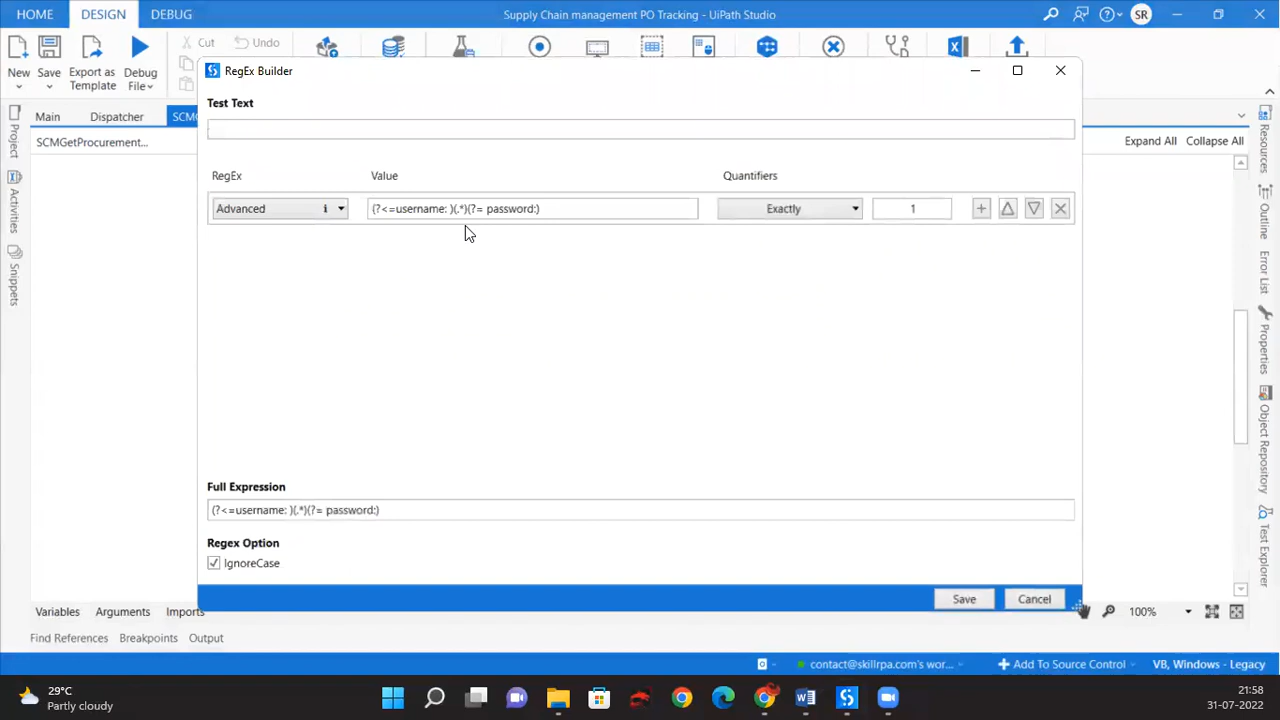 HOME DESIGN DEBUG Supply Chain management PO Tracking - UiPath Studio SR
Cut Undo
New Save Export as Template Debug File
RegEx Builder
Test Text
Main Dispatcher SCMG
SCMGetProcurement... Expand All Collapse All
RegEx Value Quantifiers
Advanced i (?<=username: )(.*)(?= password:) Exactly 1
Project
Activities
Snippets
Resources
Outline
Error List
Properties
Object Repository
Test Explorer
Full Expression
(?<=username: )(.*)(?= password:)
Regex Option
IgnoreCase
Save Cancel
Variables Arguments Imports 100%
Find References Breakpoints Output
contact@skillrpa.com's wor... Add To Source Control VB, Windows - Legacy
29°C
Partly cloudy
21:58
31-07-2022